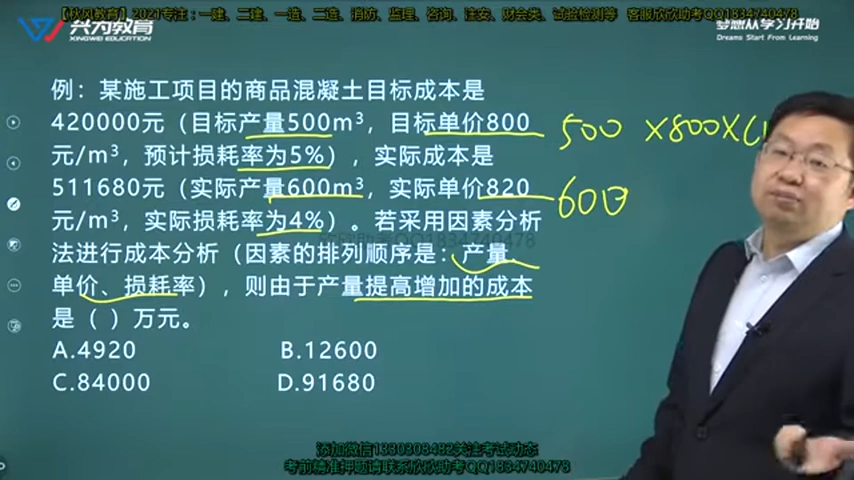 【秋风教育】2021专注：一建、二建、一造、二造、消防、监理、咨询、注安、财会类、试验检测等 客服欣欣助考QQ1834740478
兴为教育
XINGWEI EDUCATION
梦想从学习开始
Dreams Start From Learning
例：某施工项目的商品混凝土目标成本是
420000元（目标产量500m³，目标单价800
元/m³，预计损耗率为5%），实际成本是
511680元（实际产量600m³，实际单价820
元/m³，实际损耗率为4%）。若采用因素分析
法进行成本分析（因素的排列顺序是：产量、
单价、损耗率），则由于产量提高增加的成本
是（ ）万元。
A.4920 B.12600
C.84000 D.91680
500 ×800×(
600
QQ1834740478
添加微信1330308482关注考试动态
考前精准押题请联系欣欣助考QQ1834740478